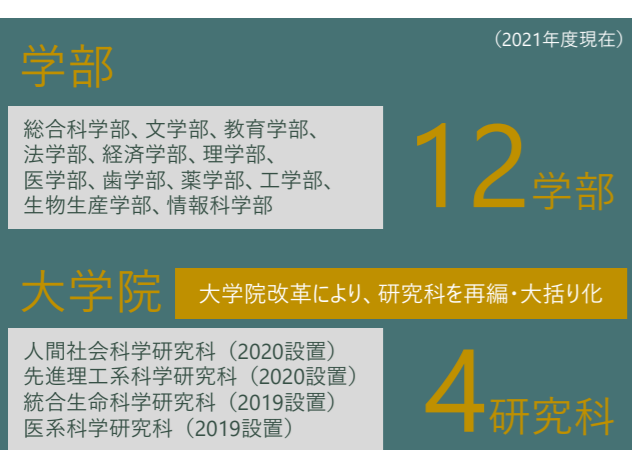 （2021年度現在）
学部
総合科学部、文学部、教育学部、
法学部、経済学部、理学部、
医学部、歯学部、薬学部、工学部、
生物生産学部、情報科学部
12学部
大学院
大学院改革により、研究科を再編・大括り化
人間社会科学研究科（2020設置）
先進理工系科学研究科（2020設置）
統合生命科学研究科（2019設置）
医系科学研究科（2019設置）
4研究科